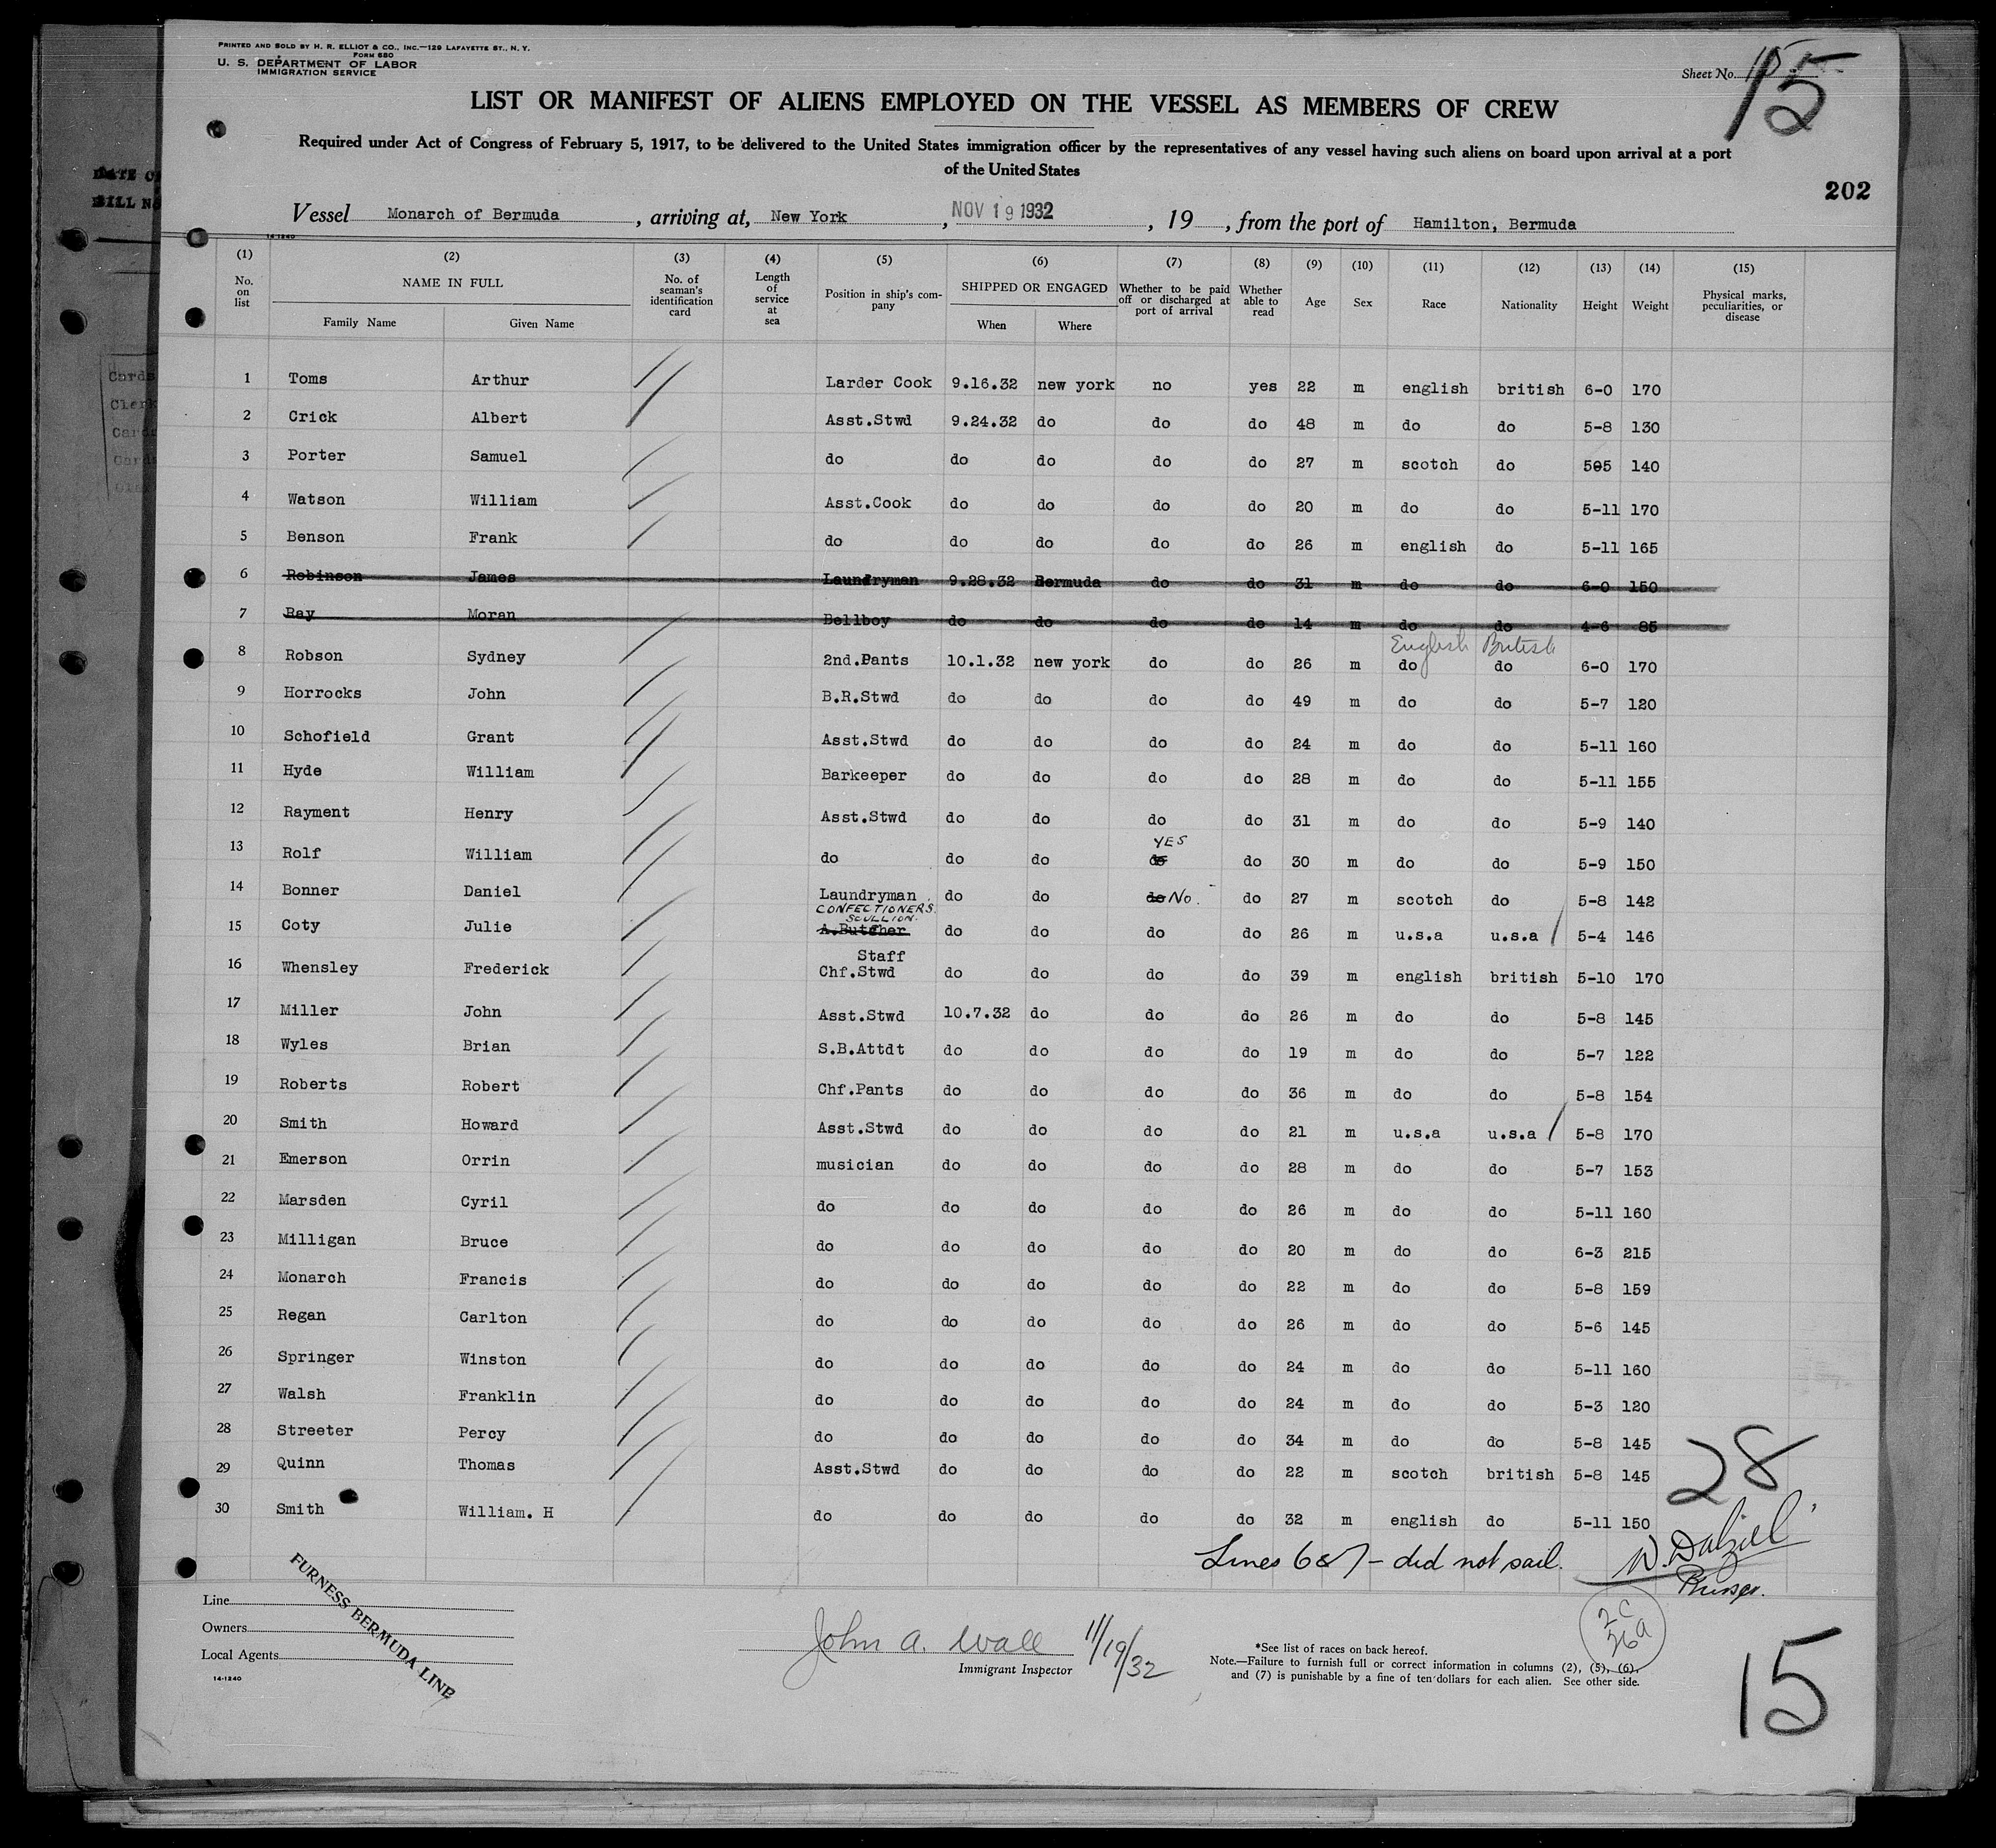 PRINTED AND SOLD BY H. R. ELLIOT & CO., INC.—129 LAFAYETTE ST., N. Y.
FORM 680
U. S. DEPARTMENT OF LABOR
IMMIGRATION SERVICE
Sheet No. 15
15
LIST OR MANIFEST OF ALIENS EMPLOYED ON THE VESSEL AS MEMBERS OF CREW
Required under Act of Congress of February 5, 1917, to be delivered to the United States immigration officer by the representatives of any vessel having such aliens on board upon arrival at a port
of the United States
202
Vessel Monarch of Bermuda, arriving at, New York, NOV 19 1932, 19, from the port of Hamilton, Bermuda
14-1240
(1) (2) (3) (4) (5) (6) (7) (8) (9) (10) (11) (12) (13) (14) (15)
No. on list NAME IN FULL Family Name Given Name No. of seaman's identification card Length of service at sea Position in ship's company SHIPPED OR ENGAGED When Where Whether to be paid off or discharged at port of arrival Whether able to read Age Sex Race Nationality Height Weight Physical marks, peculiarities, or disease
1 Toms Arthur Larder Cook 9.16.32 new york no yes 22 m english british 6-0 170
2 Crick Albert Asst.Stwd 9.24.32 do do do 48 m do do 5-8 130
3 Porter Samuel do do do do do 27 m scotch do 505 140
4 Watson William Asst.Cook do do do do 20 m do do 5-11 170
5 Benson Frank do do do do do 26 m english do 5-11 165
6 Robinson James Laundryman 9.28.32 Bermuda do do 31 m do do 6-0 150
7 Ray Moran Bellboy do do do do 14 m do do 4-6 85
English British
8 Robson Sydney 2nd.Pants 10.1.32 new york do do 26 m do do 6-0 170
9 Horrocks John B.R.Stwd do do do do 49 m do do 5-7 120
10 Schofield Grant Asst.Stwd do do do do 24 m do do 5-11 160
11 Hyde William Barkeeper do do do do 28 m do do 5-11 155
12 Rayment Henry Asst.Stwd do do do do 31 m do do 5-9 140
YES
13 Rolf William do do do do do 30 m do do 5-9 150
14 Bonner Daniel Laundryman do do do No. do 27 m scotch do 5-8 142
CONFECTIONERS
SCULLION.
15 Coty Julie A.Butcher do do do do 26 m u.s.a u.s.a 5-4 146
Staff
16 Whensley Frederick Chf.Stwd do do do do 39 m english british 5-10 170
17 Miller John Asst.Stwd 10.7.32 do do do 26 m do do 5-8 145
18 Wyles Brian S.B.Attdt do do do do 19 m do do 5-7 122
19 Roberts Robert Chf.Pants do do do do 36 m do do 5-8 154
20 Smith Howard Asst.Stwd do do do do 21 m u.s.a u.s.a 5-8 170
21 Emerson Orrin musician do do do do 28 m do do 5-7 153
22 Marsden Cyril do do do do do 26 m do do 5-11 160
23 Milligan Bruce do do do do do 20 m do do 6-3 215
24 Monarch Francis do do do do do 22 m do do 5-8 159
25 Regan Carlton do do do do do 26 m do do 5-6 145
26 Springer Winston do do do do do 24 m do do 5-11 160
27 Walsh Franklin do do do do do 24 m do do 5-3 120
28 Streeter Percy do do do do do 34 m do do 5-8 145
29 Quinn Thomas Asst.Stwd do do do do 22 m scotch british 5-8 145
30 Smith William. H do do do do do 32 m english do 5-11 150
28
Lines 6 & 7 – did not sail.
W. Dalziel
Purser.
Line
Owners
Local Agents
14-1240
FURNESS BERMUDA LINE
John A. Wall 11/19/32
Immigrant Inspector
*See list of races on back hereof.
Note.—Failure to furnish full or correct information in columns (2), (5), (6),
and (7) is punishable by a fine of ten dollars for each alien. See other side.
2C
26a
15